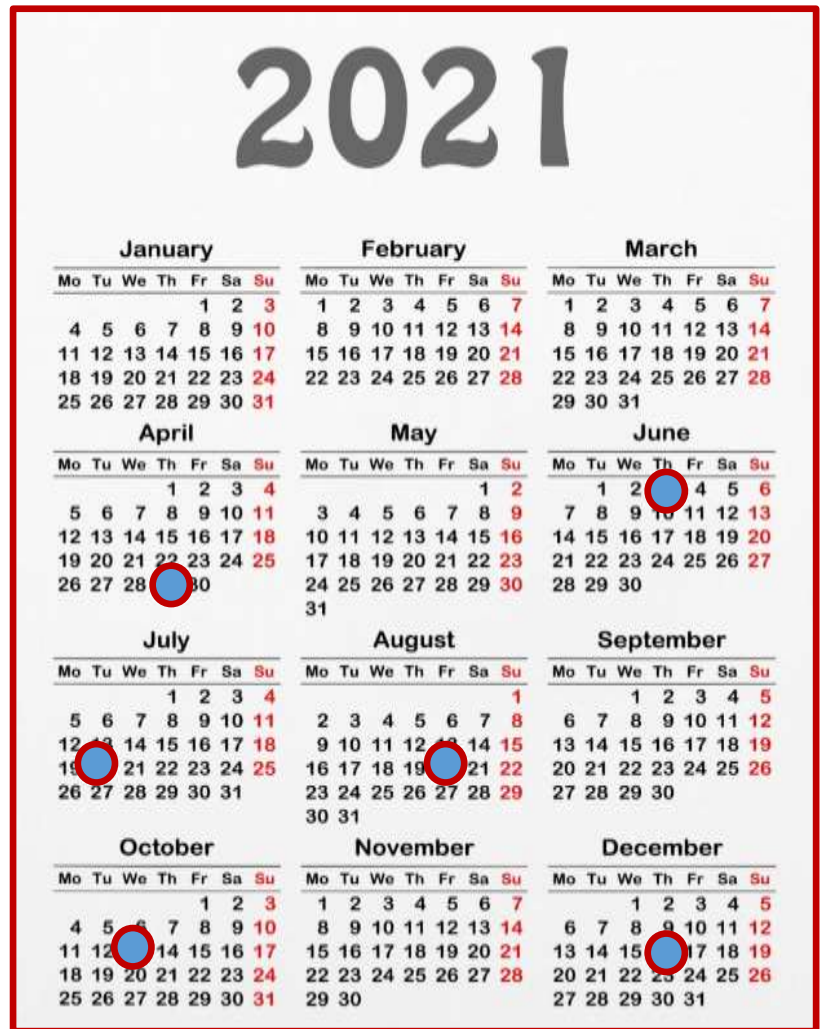 2021
January
Mo Tu We Th Fr Sa Su
1 2 3
4 5 6 7 8 9 10
11 12 13 14 15 16 17
18 19 20 21 22 23 24
25 26 27 28 29 30 31
February
Mo Tu We Th Fr Sa Su
1 2 3 4 5 6 7
8 9 10 11 12 13 14
15 16 17 18 19 20 21
22 23 24 25 26 27 28
March
Mo Tu We Th Fr Sa Su
1 2 3 4 5 6 7
8 9 10 11 12 13 14
15 16 17 18 19 20 21
22 23 24 25 26 27 28
29 30 31
April
Mo Tu We Th Fr Sa Su
1 2 3 4
5 6 7 8 9 10 11
12 13 14 15 16 17 18
19 20 21 22 23 24 25
26 27 28 30
May
Mo Tu We Th Fr Sa Su
1 2
3 4 5 6 7 8 9
10 11 12 13 14 15 16
17 18 19 20 21 22 23
24 25 26 27 28 29 30
31
June
Mo Tu We Th Fr Sa Su
1 2 4 5 6
7 8 9 10 11 12 13
14 15 16 17 18 19 20
21 22 23 24 25 26 27
28 29 30
July
Mo Tu We Th Fr Sa Su
1 2 3 4
5 6 7 8 9 10 11
12 13 14 15 16 17 18
19 21 22 23 24 25
26 27 28 29 30 31
August
Mo Tu We Th Fr Sa Su
1
2 3 4 5 6 7 8
9 10 11 12 13 14 15
16 17 18 19 21 22
23 24 25 26 27 28 29
30 31
September
Mo Tu We Th Fr Sa Su
1 2 3 4 5
6 7 8 9 10 11 12
13 14 15 16 17 18 19
20 21 22 23 24 25 26
27 28 29 30
October
Mo Tu We Th Fr Sa Su
1 2 3
4 5 6 7 8 9 10
11 12 14 15 16 17
18 19 20 21 22 23 24
25 26 27 28 29 30 31
November
Mo Tu We Th Fr Sa Su
1 2 3 4 5 6 7
8 9 10 11 12 13 14
15 16 17 18 19 20 21
22 23 24 25 26 27 28
29 30
December
Mo Tu We Th Fr Sa Su
1 2 3 4 5
6 7 8 9 10 11 12
13 14 15 17 18 19
20 21 22 23 24 25 26
27 28 29 30 31